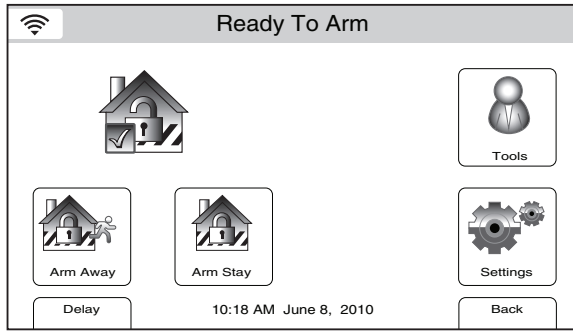 Ready To Arm
Tools
Arm Away
Arm Stay
Settings
Delay
10:18 AM June 8, 2010
Back